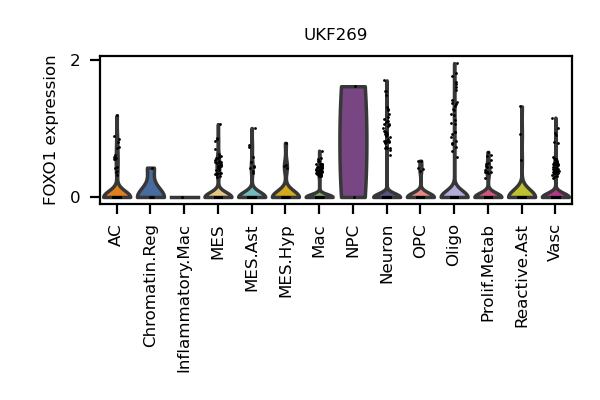 UKF269
FOXO1 expression
2
0
AC
Chromatin.Reg
Inflammatory.Mac
MES
MES.Ast
MES.Hyp
Mac
NPC
Neuron
OPC
Oligo
Prolif.Metab
Reactive.Ast
Vasc